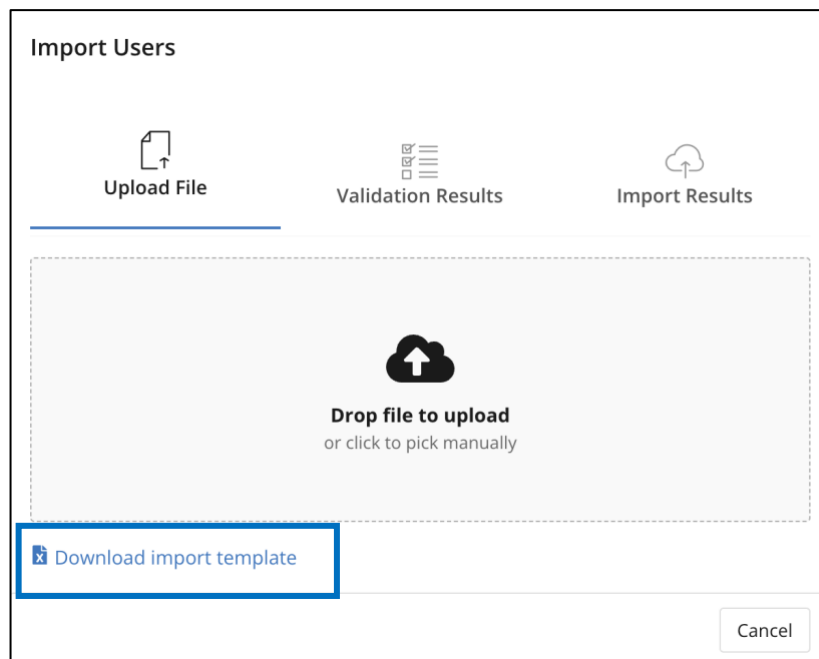 Import Users
Upload File
Validation Results
Import Results
Drop file to upload
or click to pick manually
Download import template
Cancel